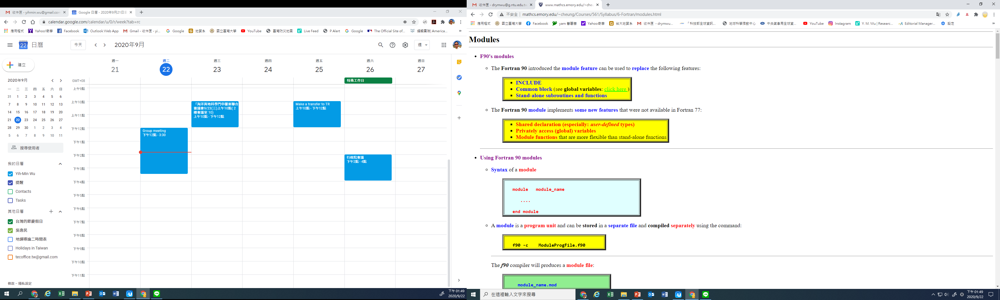 收件匣 - yihmin.wu@gmail.com
Google 日曆 - 2020年9月21日
calendar.google.com/calendar/u/0/r/week?tab=rc
應用程式
Yahoo!奇摩
Facebook
Outlook Web App
Gmail - 收件匣 - yi...
Google
地質系
國立臺灣大學
YouTube
臺灣防災地圖
Live Feed
P Alert
Google
The Official Site of...
編輯團隊| America...
»
22
日曆
今天
2020年9月
週
建立
週一
週二
週三
週四
週五
週六
週日
21
22
23
24
25
26
27
2020年9月
一 二 三 四 五 六 日
31 1 2 3 4 5 6
7 8 9 10 11 12 13
14 15 16 17 18 19 20
21 22 23 24 25 26 27
28 29 30 1 2 3 4
5 6 7 8 9 10 11
搜尋使用者
我的日曆
Yih-Min Wu
提醒
Contacts
Tasks
其他日曆
台灣的節慶假日
吳逸民
地調導論二時間表
Holidays in Taiwan
tecoffice.tw@gmail.com
條款 – 隱私設定
GMT+08
特殊工作日
上午9點
上午10點
上午11點
下午12點
下午1點
下午2點
下午3點
下午4點
下午5點
下午6點
下午7點
下午8點
下午9點
下午10點
下午11點
「海洋與地科學門申覆案聯合
審議會9/23(三)上午10點( 2
樓會議室 10)
上午10點 - 下午12點
Make a transfer to TR
上午10點 - 下午12點
Group meeting
下午12點 - 3:30
行政院會議
下午2點 - 4點
下午 01:49
2020/9/22
收件匣 - drymwu@g.ntu.edu.tw
www.mathcs.emory.edu/~cheu
不安全
mathcs.emory.edu/~cheung/Courses/561/Syllabus/6-Fortran/modules.html
應用程式
國立臺灣大學
Facebook
yam 蕃薯藤
Yahoo奇摩
台大地質系
收件匣 - drymwu...
「科技部全球資訊...
地球科學推動中心
中央氣象局全球資...
YouTube
Instagram
Y. M. Wu | Researc...
Editorial Manager...
設定
»
Modules
F90's modules
The Fortran 90 introduced the module feature can be used to replace the following features:
INCLUDE
Common block (see global variables: click here )
Stand-alone subroutines and functions
The Fortran 90 module implements some new features that were not available in Fortran 77:
Shared declaration (especially: user-defined types)
Privately access (global) variables
Module functions that are more flexible than stand-alone functions
Using Fortran 90 modules
Syntax of a module
module module_name
....
end module
A module is a program unit and can be stored in a separate file and compiled separately using the command:
f90 -c ModuleProgFile.f90
The f90 compiler will produces a module file:
module_name.mod
在這裡輸入文字來搜尋
下午 01:49
2020/9/22